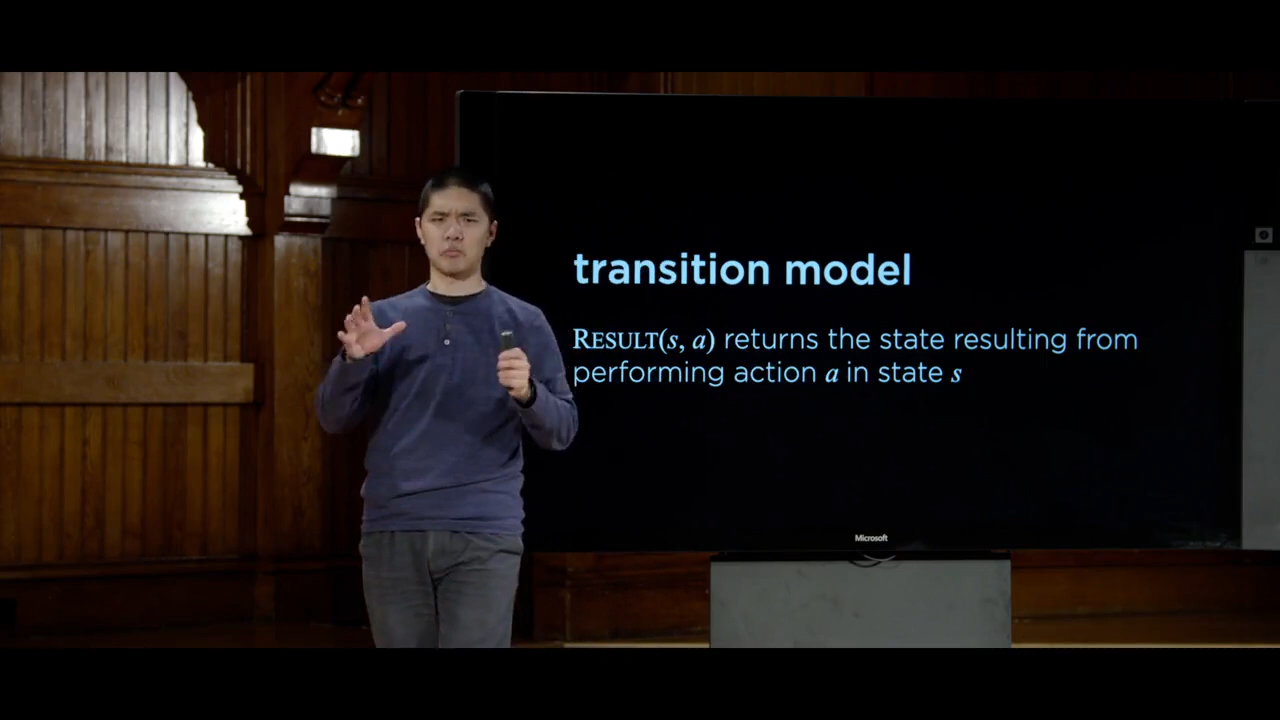 transition model
RESULT(s, a) returns the state resulting from
performing action a in state s
Microsoft